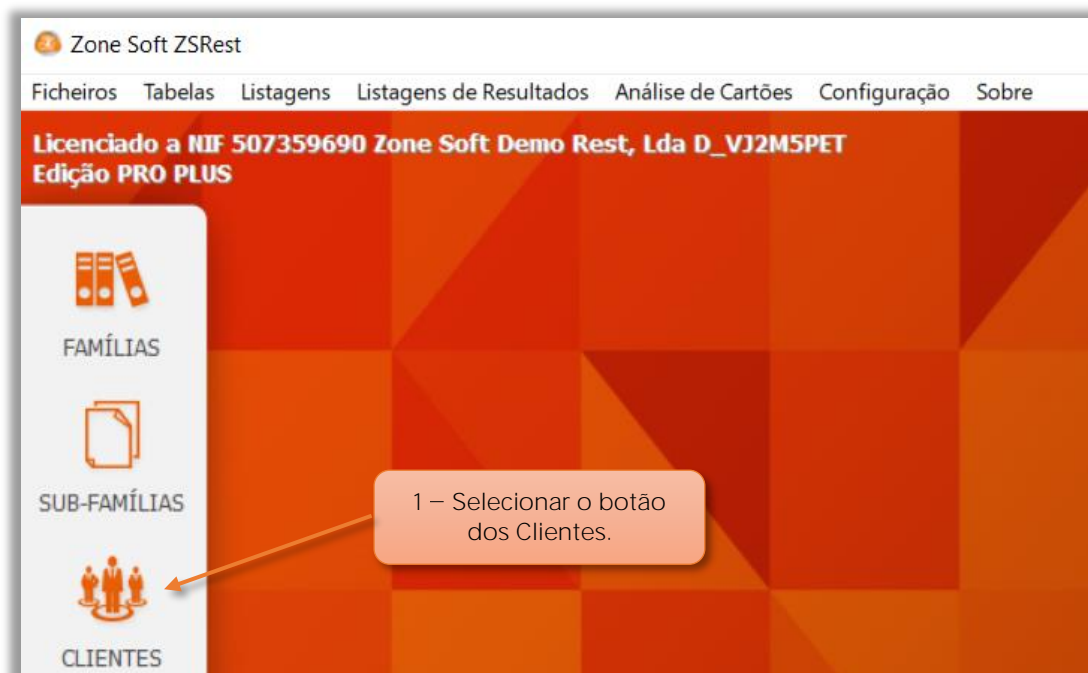 Zone Soft ZSRest
Ficheiros Tabelas Listagens Listagens de Resultados Análise de Cartões Configuração Sobre
Licenciado a NIF 507359690 Zone Soft Demo Rest, Lda D_VJ2M5PET
Edição PRO PLUS
FAMÍLIAS
SUB-FAMÍLIAS
1 – Selecionar o botão
dos Clientes.
CLIENTES